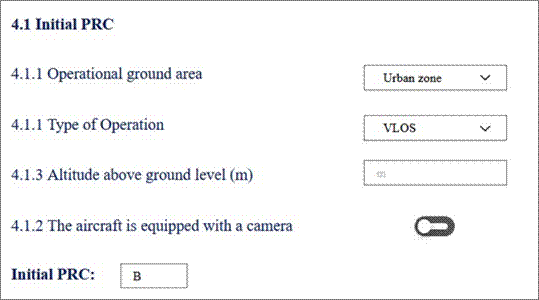 4.1 Initial PRC
4.1.1 Operational ground area
Urban zone
4.1.1 Type of Operation
VLOS
4.1.3 Altitude above ground level (m)
m
4.1.2 The aircraft is equipped with a camera
Initial PRC:
B